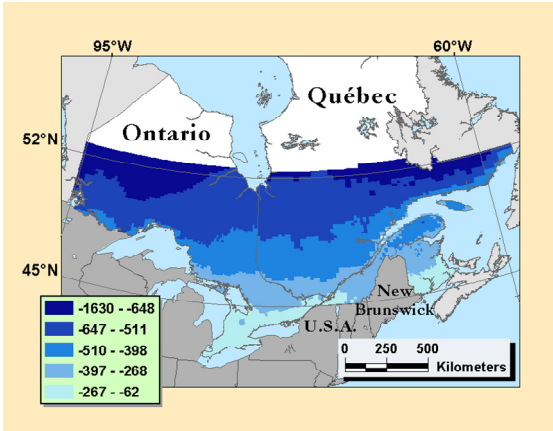 95°W
60°W
Québec
Ontario
52°N
45°N
New
Brunswick
U.S.A.
-1630 - -648
-647 - -511
-510 - -398
-397 - -268
-267 - -62
0 250 500
Kilometers